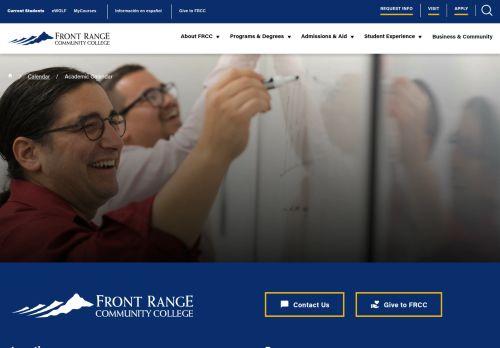 Current Students eWOLF MyCourses Información en español Give to FRCC REQUEST INFO VISIT APPLY
FRONT RANGE
COMMUNITY COLLEGE
About FRCC Programs & Degrees Admissions & Aid Student Experience Business & Community
/ Calendar / Academic Calendar
FRONT RANGE
COMMUNITY COLLEGE
Contact Us Give to FRCC